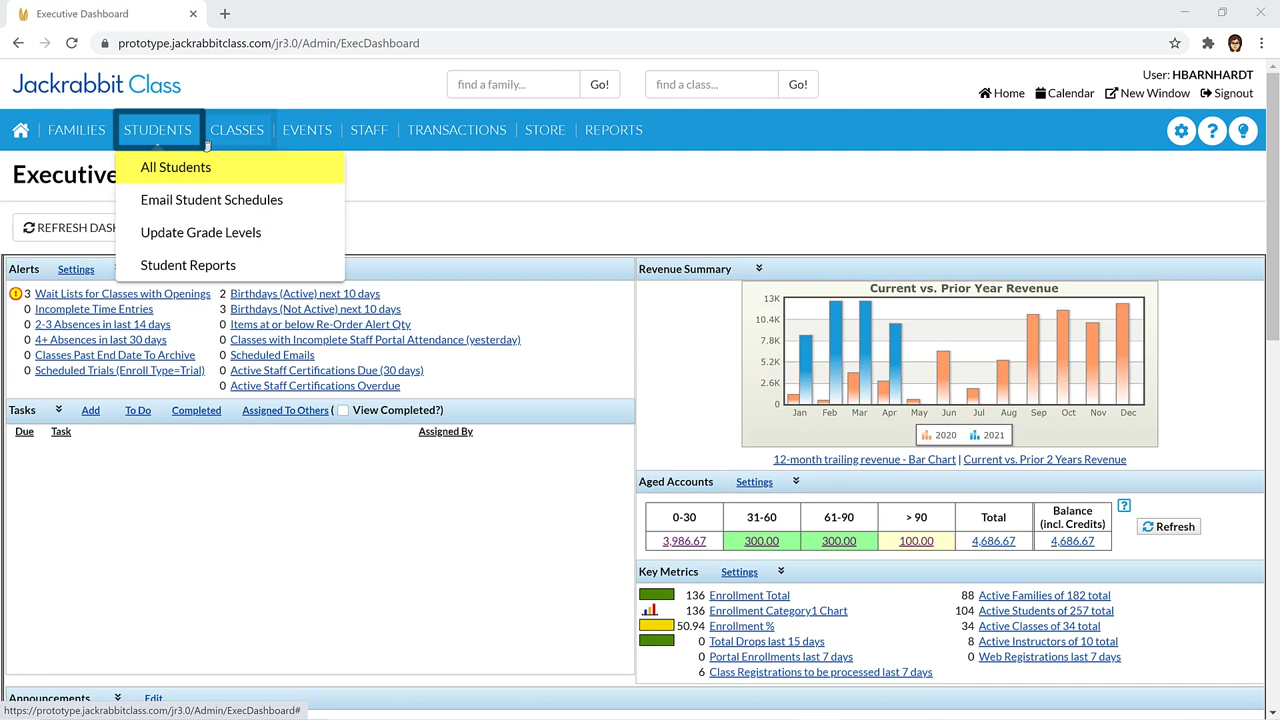 Executive Dashboard
prototype.jackrabbitclass.com/jr3.0/Admin/ExecDashboard
Jackrabbit Class
find a family... Go!
find a class... Go!
User: HBARNHARDT
Home Calendar New Window Signout
FAMILIES STUDENTS CLASSES EVENTS STAFF TRANSACTIONS STORE REPORTS
All Students
Email Student Schedules
Update Grade Levels
Student Reports
Executive
REFRESH DASH
Alerts Settings
3 Wait Lists for Classes with Openings
0 Incomplete Time Entries
0 2-3 Absences in last 14 days
0 4+ Absences in last 30 days
0 Classes Past End Date To Archive
0 Scheduled Trials (Enroll Type=Trial)
2 Birthdays (Active) next 10 days
3 Birthdays (Not Active) next 10 days
0 Items at or below Re-Order Alert Qty
0 Classes with Incomplete Staff Portal Attendance (yesterday)
0 Scheduled Emails
0 Active Staff Certifications Due (30 days)
0 Active Staff Certifications Overdue
Tasks Add To Do Completed Assigned To Others ( View Completed?)
Due Task Assigned By
Announcements Edit
Revenue Summary
Current vs. Prior Year Revenue
13K
10.4K
7.8K
5.2K
2.6K
0
Jan Feb Mar Apr May Jun Jul Aug Sep Oct Nov Dec
2020 2021
12-month trailing revenue - Bar Chart | Current vs. Prior 2 Years Revenue
Aged Accounts Settings
0-30 31-60 61-90 > 90 Total Balance (incl. Credits)
3,986.67 300.00 300.00 100.00 4,686.67 4,686.67
? Refresh
Key Metrics Settings
136 Enrollment Total
136 Enrollment Category1 Chart
50.94 Enrollment %
0 Total Drops last 15 days
0 Portal Enrollments last 7 days
6 Class Registrations to be processed last 7 days
88 Active Families of 182 total
104 Active Students of 257 total
34 Active Classes of 34 total
8 Active Instructors of 10 total
0 Web Registrations last 7 days
https://prototype.jackrabbitclass.com/jr3.0/Admin/ExecDashboard#